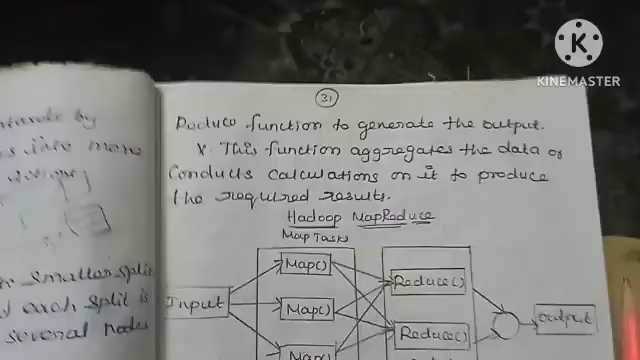 K
KINEMASTER
31
Reduce function to generate the output.
x. This function aggregates the data or
conducts calculations on it to produce
the required results.
Hadoop MapReduce
Map Tasks
Map()
Reduce()
Input
Map()
output
Reduce()
Map()
smaller split
each split is
several nodes